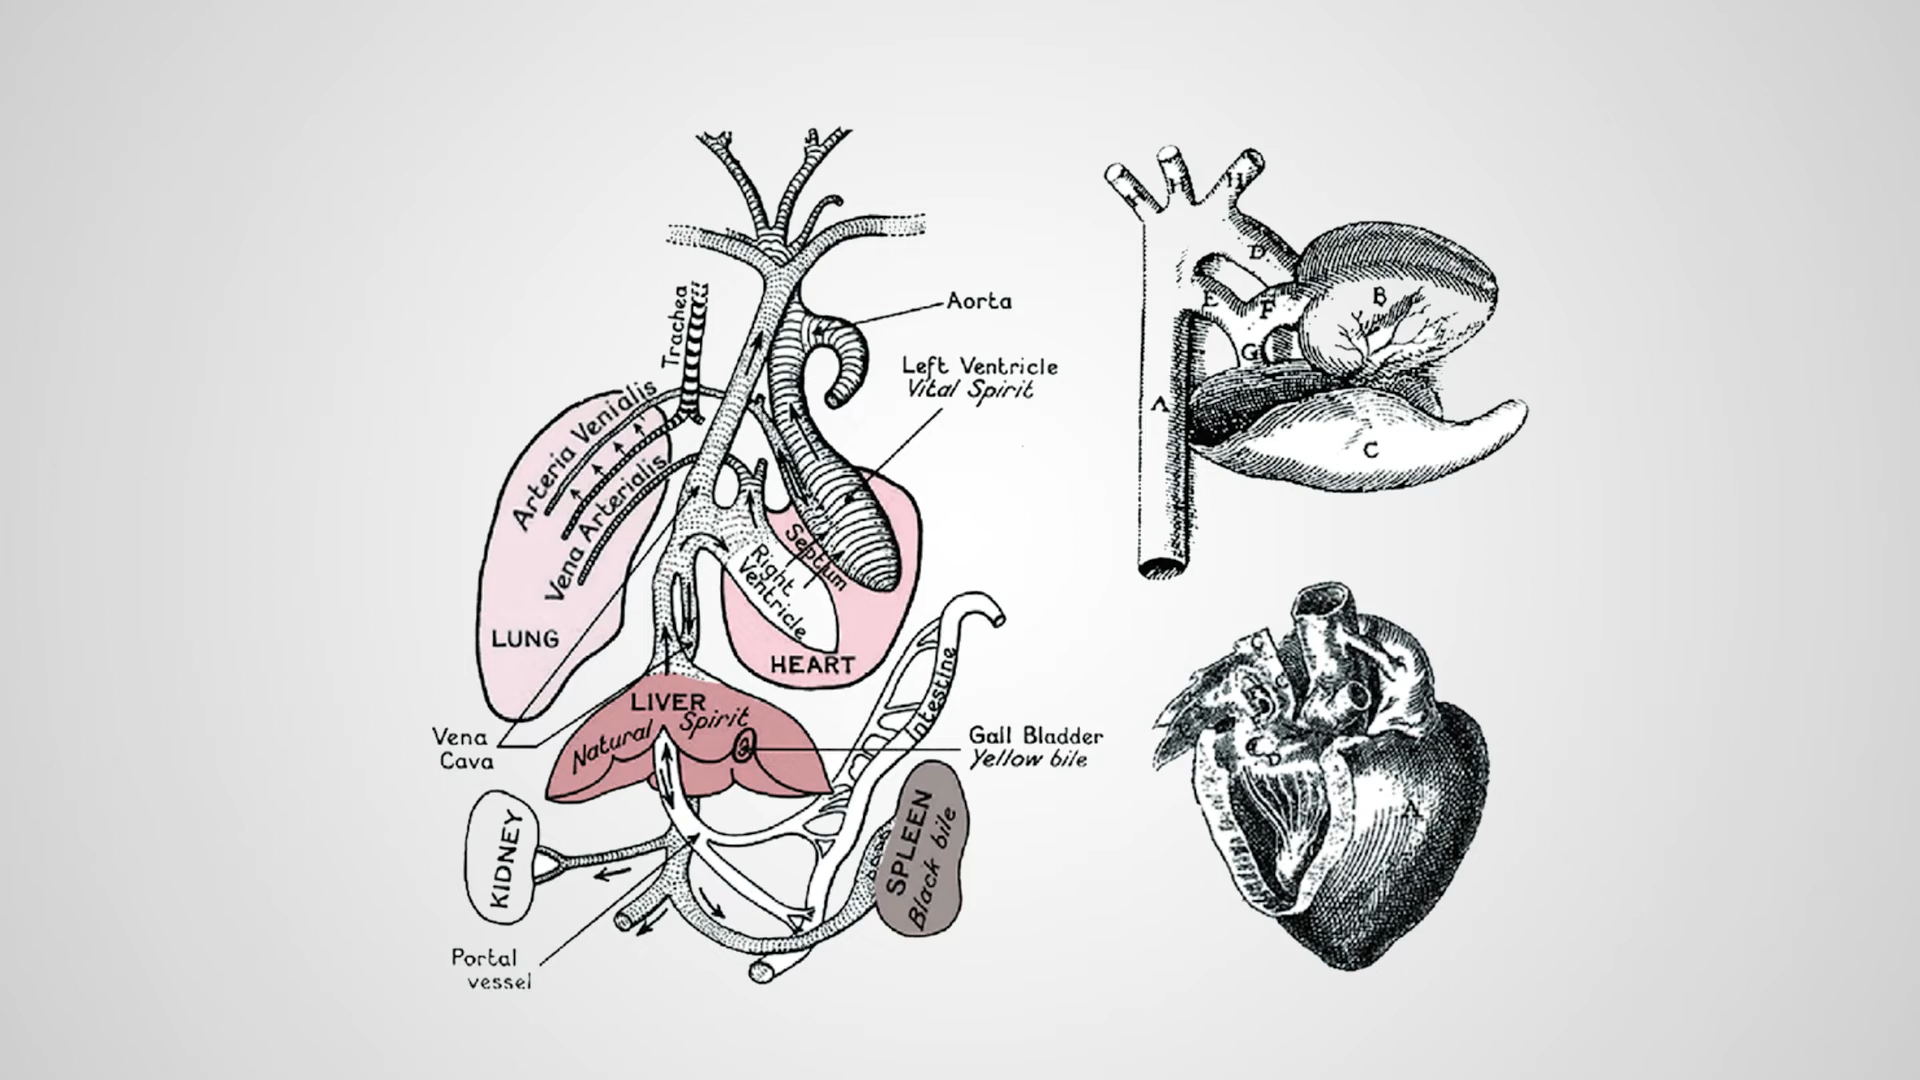 Trachea
Aorta
Left Ventricle
Vital Spirit
Arteria Venialis
Vena Arterialis
Septum
Right
Ventricle
LUNG
HEART
LIVER
Natural Spirit
Intestine
Vena
Cava
Gall Bladder
Yellow bile
KIDNEY
SPLEEN
Black bile
Portal
vessel
H
D
E
F
B
G
A
C
C
D
A